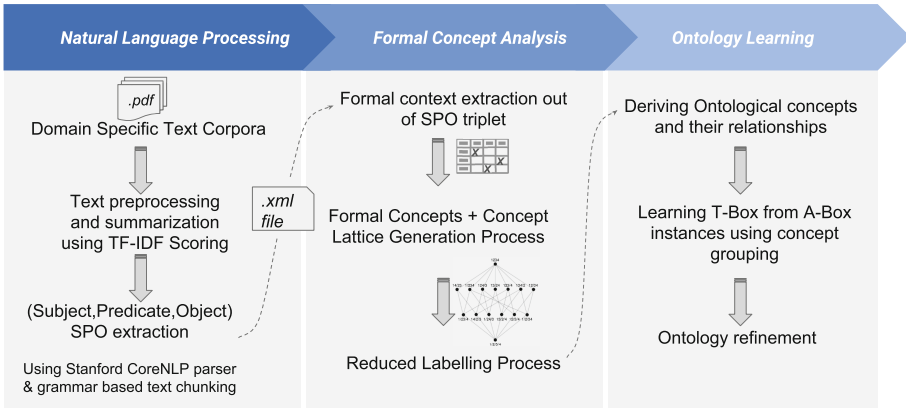 Natural Language Processing
Formal Concept Analysis
Ontology Learning
.pdf
Domain Specific Text Corpora
Text preprocessing
and summarization
using TF-IDF Scoring
(Subject,Predicate,Object)
SPO extraction
Using Stanford CoreNLP parser
& grammar based text chunking
.xml
file
Formal context extraction out
of SPO triplet
X
X
X
Formal Concepts + Concept
Lattice Generation Process
Reduced Labelling Process
Deriving Ontological concepts
and their relationships
Learning T-Box from A-Box
instances using concept
grouping
Ontology refinement